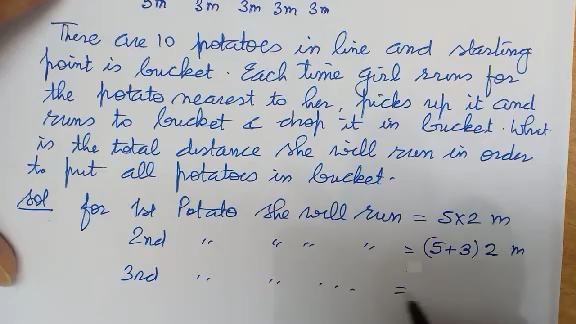 5m 3m 3m 3m 3m
There are 10 potatoes in line and starting
point is bucket. Each time girl runs for
the potato nearest to her, picks up it and
runs to bucket & drop it in bucket. What
is the total distance she will run in order
to put all potatoes in bucket.
Sol for 1st Potato she will run = 5×2 m
2nd " " " " = (5+3) 2 m
3rd " " ... =